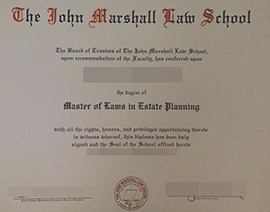 The John Marshall Law School
The Board of Trustees of The John Marshall Law School,
upon recommendation of the Faculty, has conferred upon
the degree of
Master of Laws in Estate Planning
with all the rights, honors, and privileges appertaining thereto
in witness whereof, this diploma has been duly
signed and the Seal of the School affixed hereto